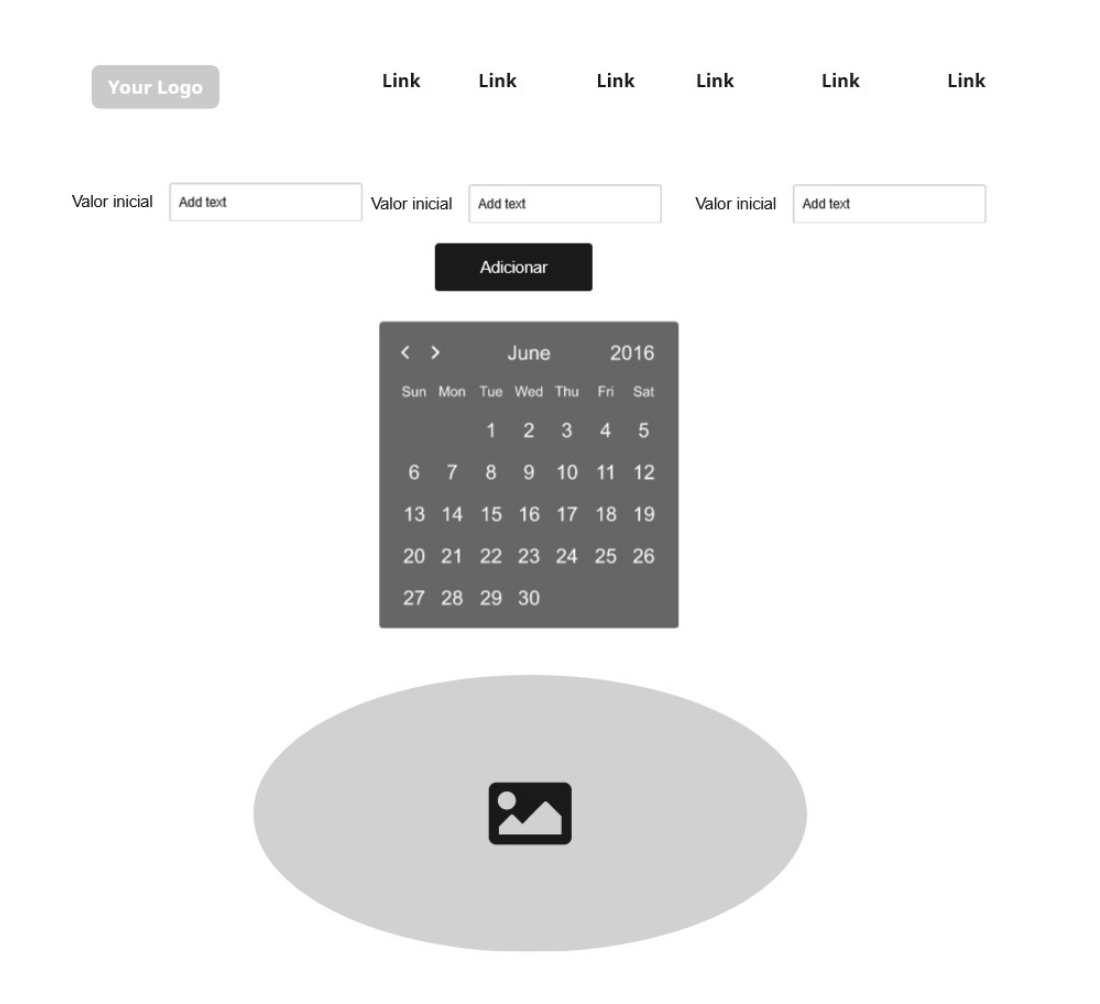 Your Logo Link Link Link Link Link Link
Valor inicial Add text Valor inicial Add text Valor inicial Add text
Adicionar
June 2016
Sun Mon Tue Wed Thu Fri Sat
1 2 3 4 5
6 7 8 9 10 11 12
13 14 15 16 17 18 19
20 21 22 23 24 25 26
27 28 29 30